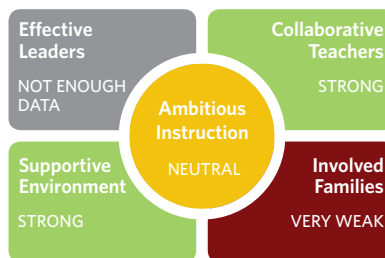 Effective
Leaders
NOT ENOUGH
DATA
Collaborative
Teachers
STRONG
Ambitious
Instruction
NEUTRAL
Supportive
Environment
STRONG
Involved
Families
VERY WEAK